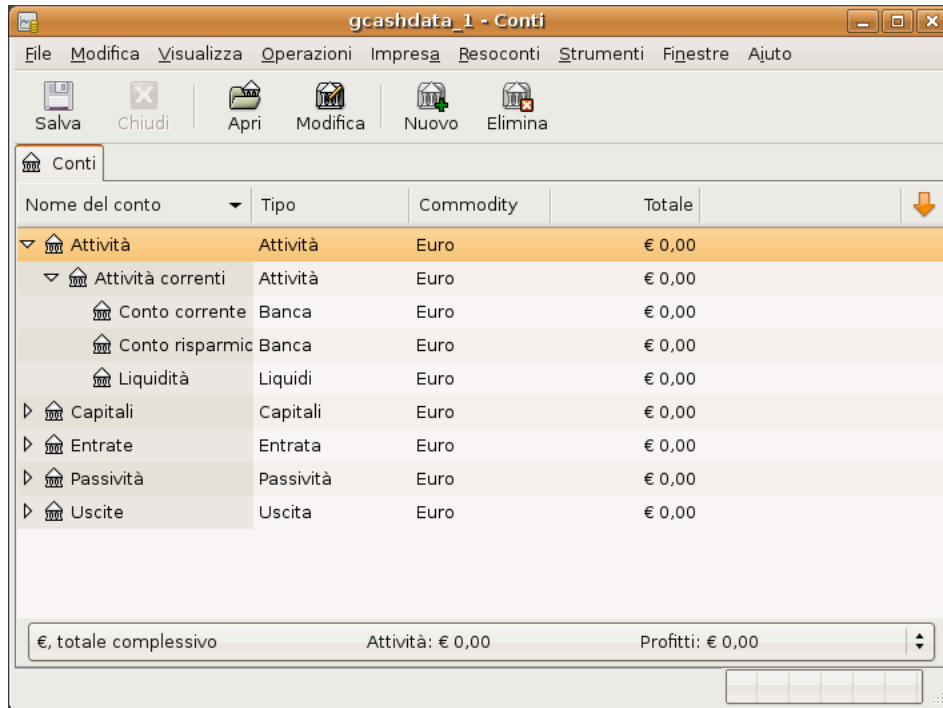 gcashdata_1 - Conti
File Modifica Visualizza Operazioni Impresa Resoconti Strumenti Finestre Aiuto
Salva Chiudi Apri Modifica Nuovo Elimina
Conti
Nome del conto Tipo Commodity Totale
Attività Attività Euro € 0,00
Attività correnti Attività Euro € 0,00
Conto corrente Banca Euro € 0,00
Conto risparmio Banca Euro € 0,00
Liquidità Liquidi Euro € 0,00
Capitali Capitali Euro € 0,00
Entrate Entrata Euro € 0,00
Passività Passività Euro € 0,00
Uscite Uscita Euro € 0,00
€, totale complessivo Attività: € 0,00 Profitti: € 0,00